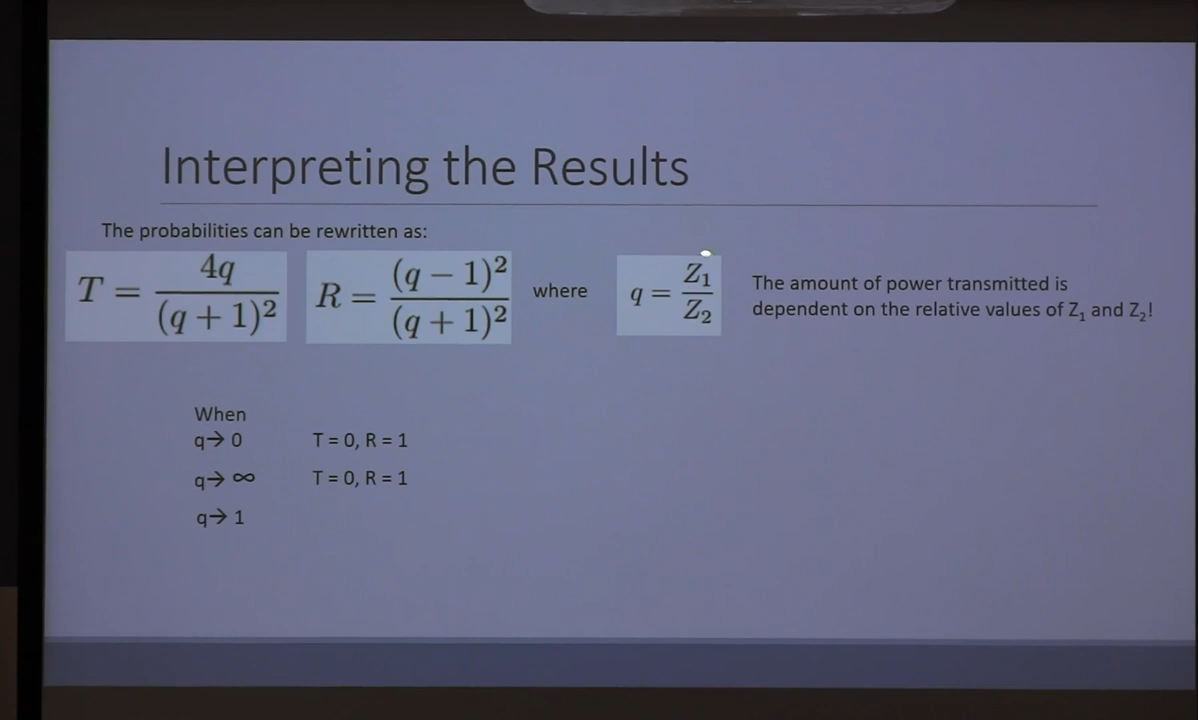 Interpreting the Results
The probabilities can be rewritten as:
T = 4q / (q + 1)² R = (q − 1)² / (q + 1)² where q = Z₁ / Z₂
The amount of power transmitted is
dependent on the relative values of Z₁ and Z₂!
When
q→ 0 T = 0, R = 1
q→ ∞ T = 0, R = 1
q→ 1